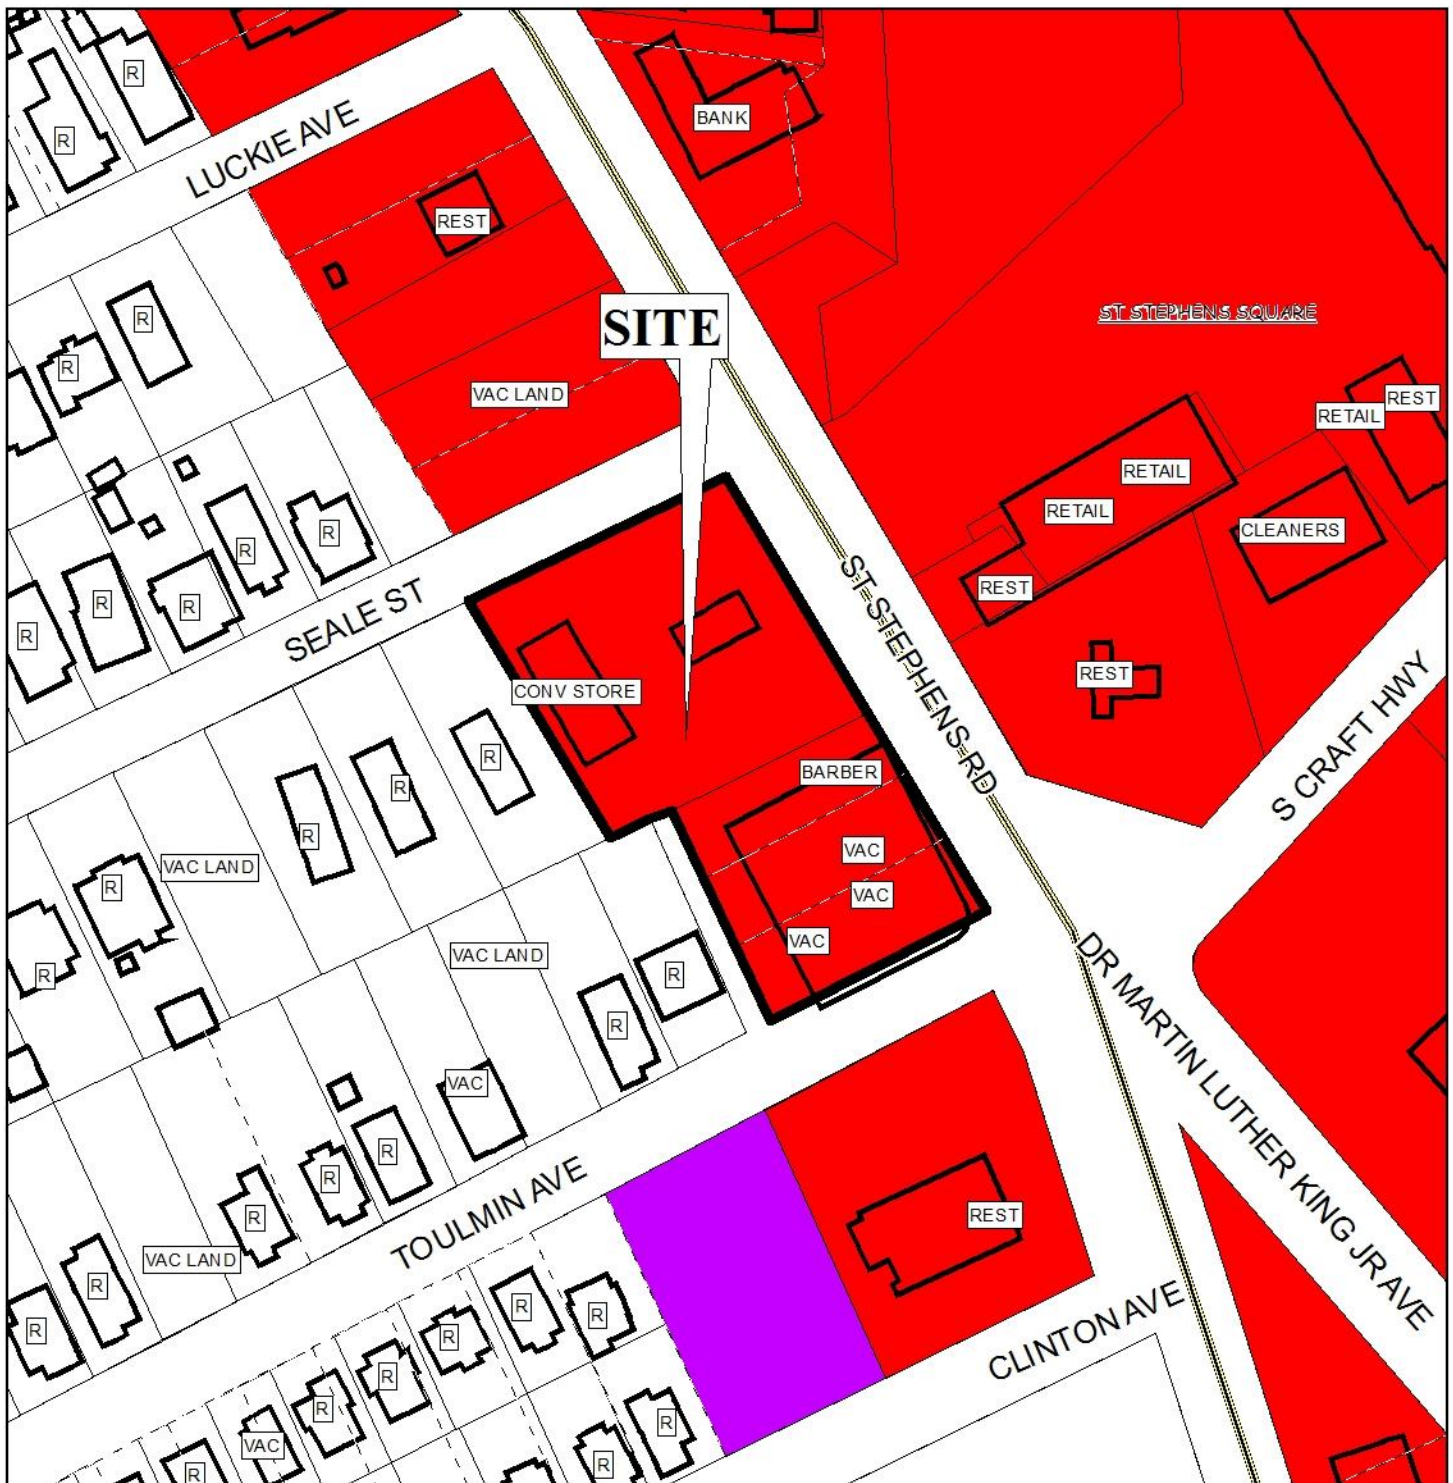 R
BANK
R
LUCKIE AVE
REST
ST STEPHENS SQUARE
R
SITE
R
VAC LAND
REST
RETAIL
RETAIL
RETAIL
R
CLEANERS
R
REST
R
R
SEALE ST
ST STEPHENS RD
R
REST
CONV STORE
S CRAFT HWY
R
BARBER
R
R
VAC
VAC LAND
R
VAC
VAC
VAC LAND
R
R
R
DR MARTIN LUTHER KING JR AVE
VAC
R
R
TOULMIN AVE
REST
R
VAC LAND
R
R
R
R
R
CLINTON AVE
R
R
R
VAC
R
R